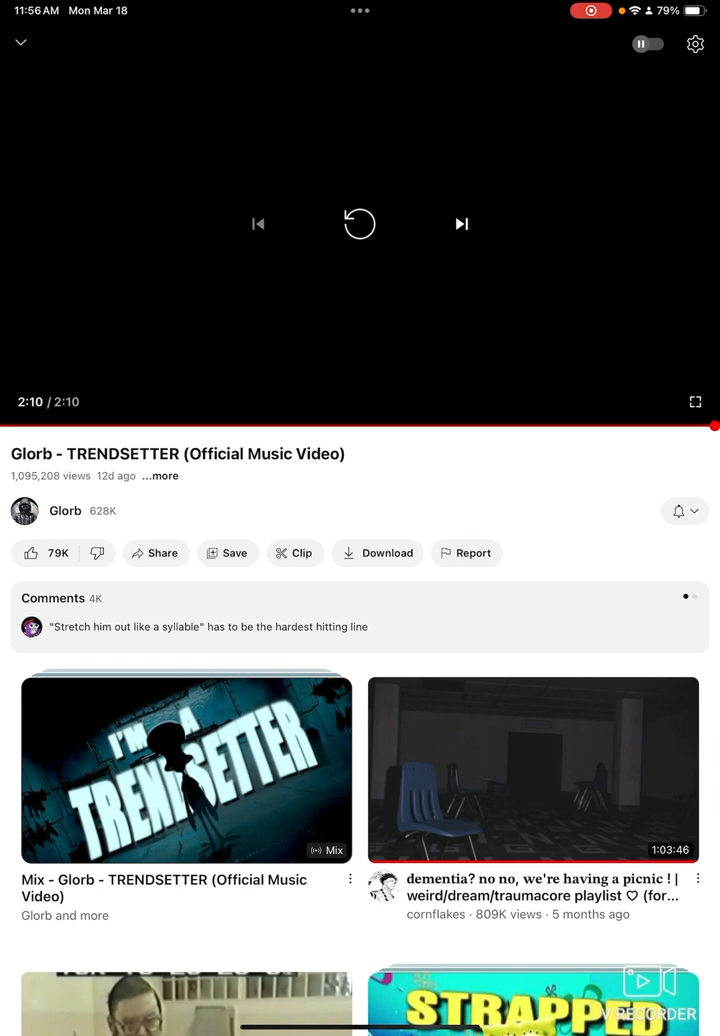 11:56 AM Mon Mar 18
79%
2:10 / 2:10
Glorb - TRENDSETTER (Official Music Video)
1,095,208 views 12d ago ...more
Glorb 628K
79K
Share
Save
Clip
Download
Report
Comments 4K
"Stretch him out like a syllable" has to be the hardest hitting line
I'M A
TRENDSETTER
Mix
1:03:46
Mix - Glorb - TRENDSETTER (Official Music
Video)
Glorb and more
dementia? no no, we're having a picnic ! |
weird/dream/traumacore playlist ♡ (for...
cornflakes · 809K views · 5 months ago
STRAPPED
V RECORDER